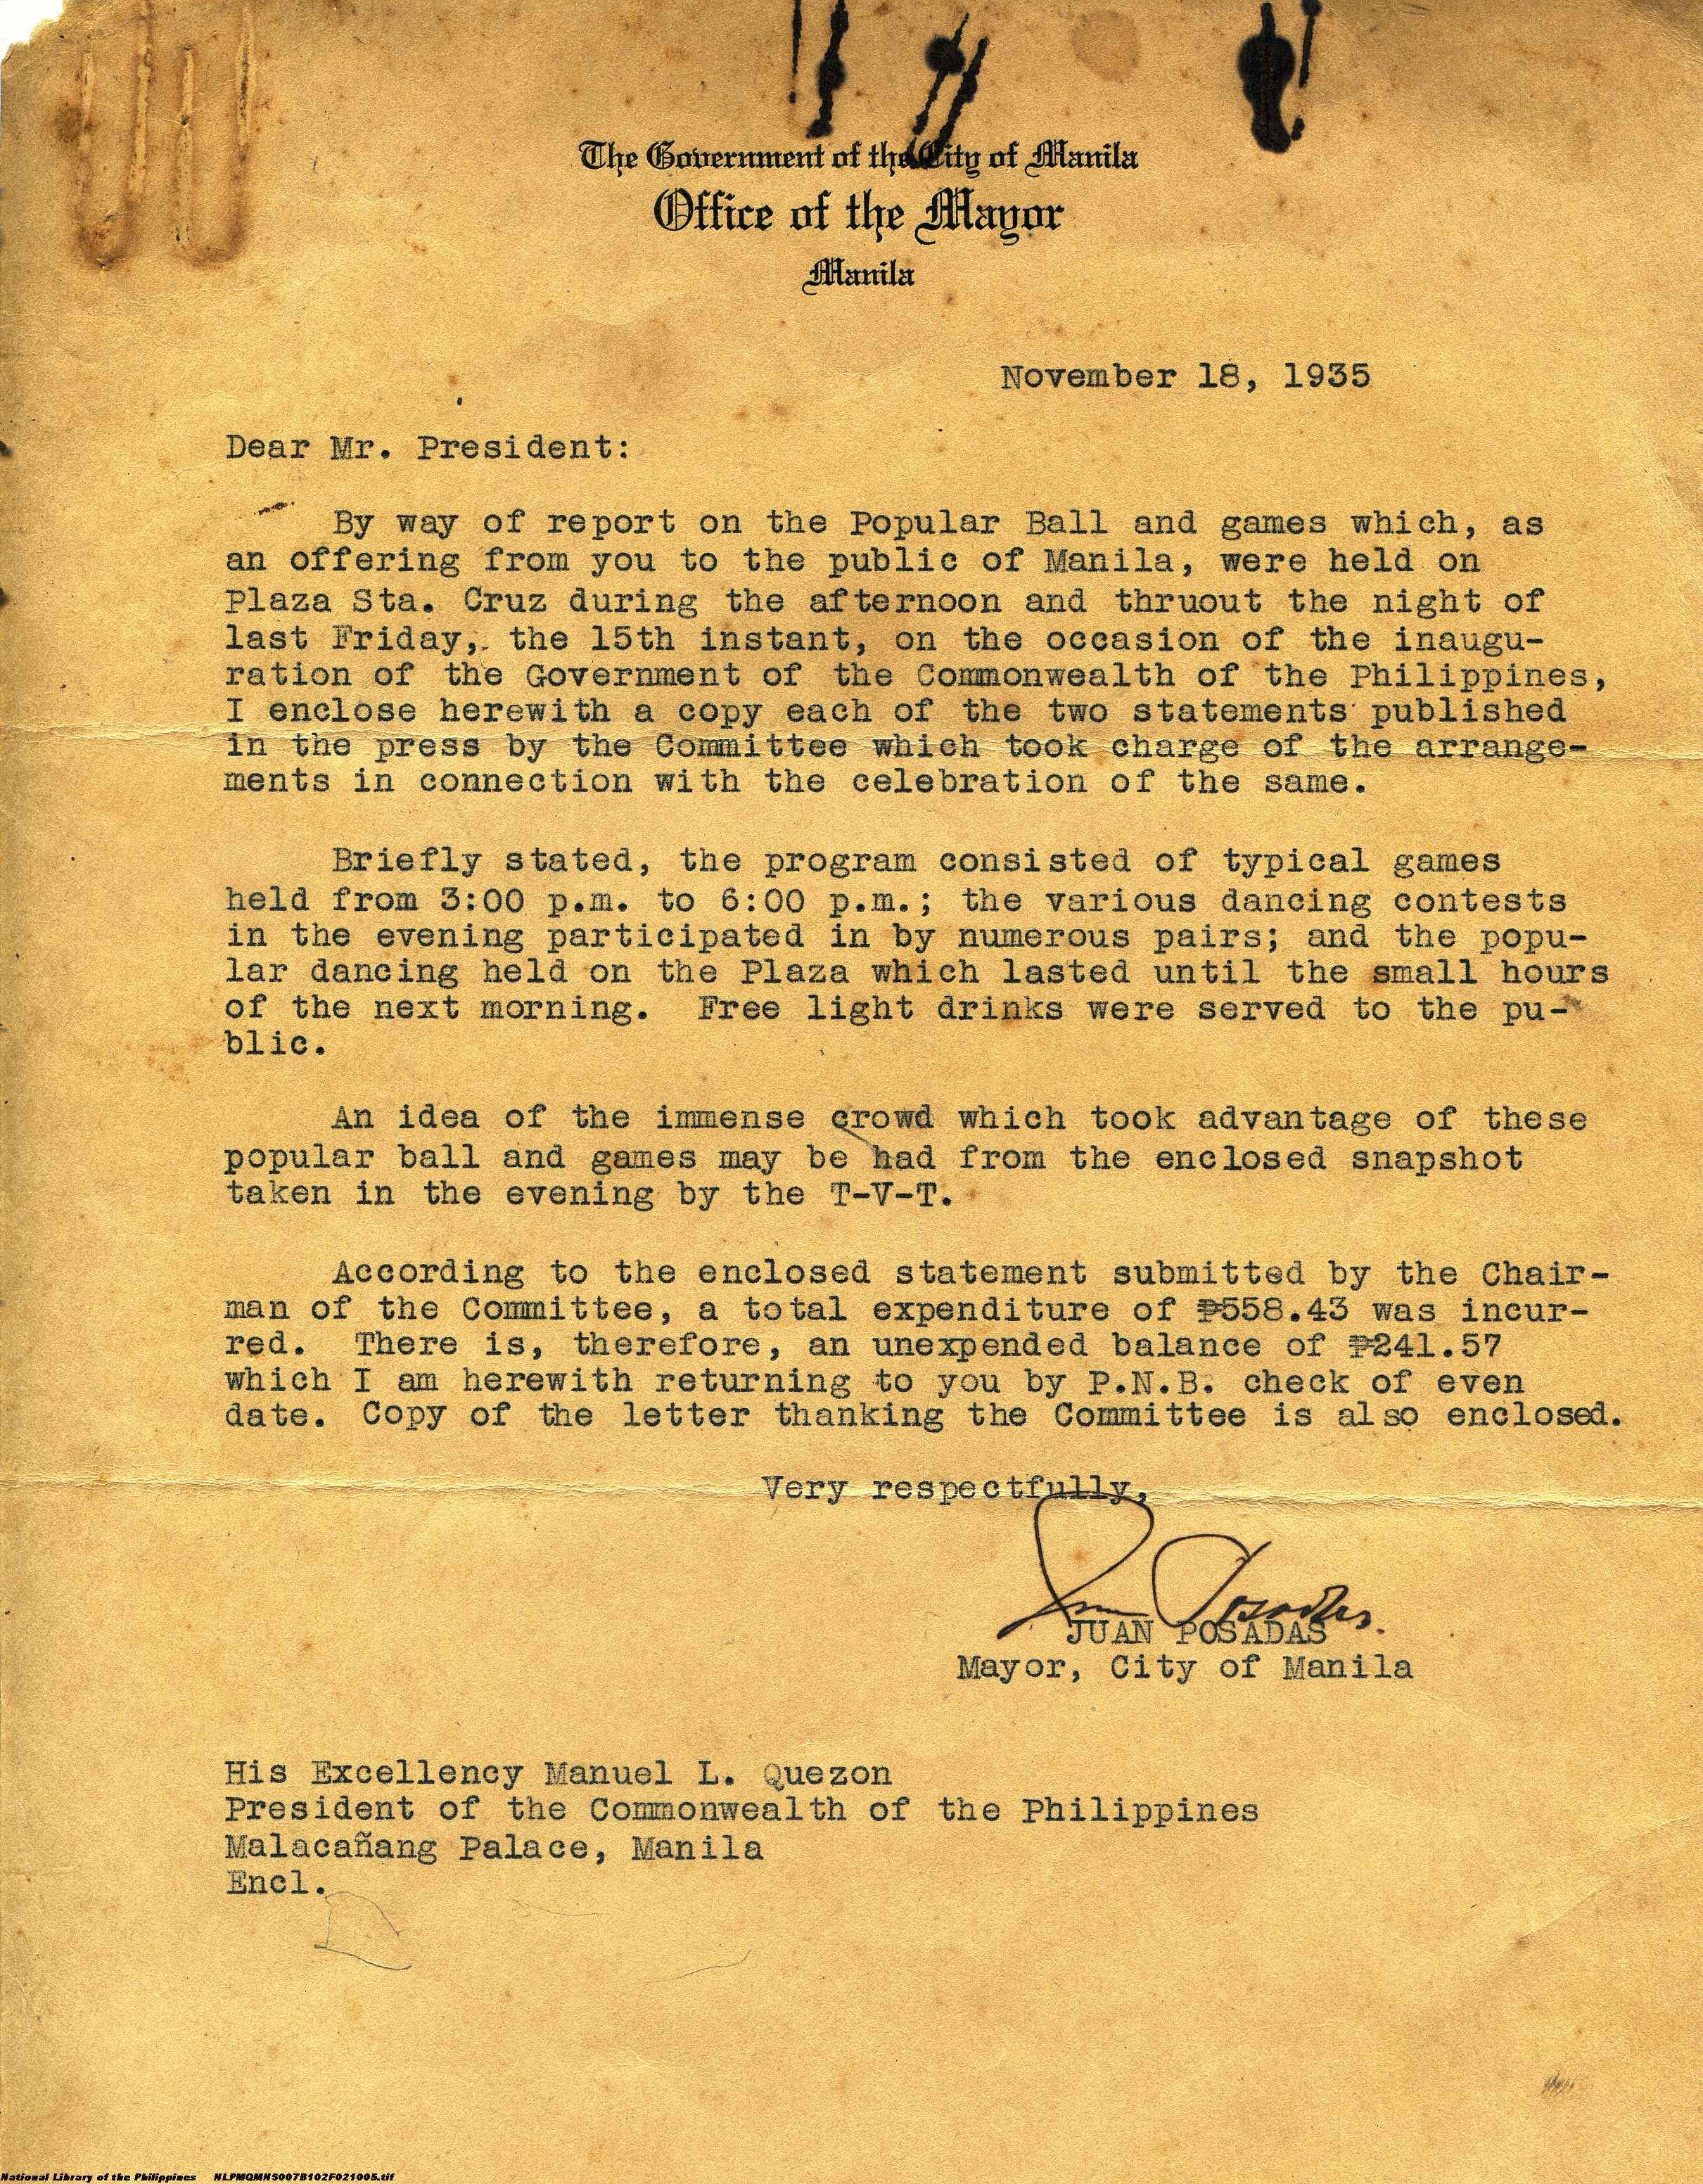 The Government of the City of Manila
Office of the Mayor
Manila
November 18, 1935
Dear Mr. President:
By way of report on the Popular Ball and games which, as
an offering from you to the public of Manila, were held on
Plaza Sta. Cruz during the afternoon and thruout the night of
last Friday, the 15th instant, on the occasion of the inaugu-
ration of the Government of the Commonwealth of the Philippines,
I enclose herewith a copy each of the two statements published
in the press by the Committee which took charge of the arrange-
ments in connection with the celebration of the same.
Briefly stated, the program consisted of typical games
held from 3:00 p.m. to 6:00 p.m.; the various dancing contests
in the evening participated in by numerous pairs; and the popu-
lar dancing held on the Plaza which lasted until the small hours
of the next morning. Free light drinks were served to the pu-
blic.
An idea of the immense crowd which took advantage of these
popular ball and games may be had from the enclosed snapshot
taken in the evening by the T-V-T.
According to the enclosed statement submitted by the Chair-
man of the Committee, a total expenditure of ₱558.43 was incur-
red. There is, therefore, an unexpended balance of ₱241.57
which I am herewith returning to you by P.N.B. check of even
date. Copy of the letter thanking the Committee is also enclosed.
Very respectfully,
Juan Posadas
JUAN POSADAS
Mayor, City of Manila
His Excellency Manuel L. Quezon
President of the Commonwealth of the Philippines
Malacañang Palace, Manila
Encl.
National Library of the Philippines NLPMQMNS007B102F021005.tif